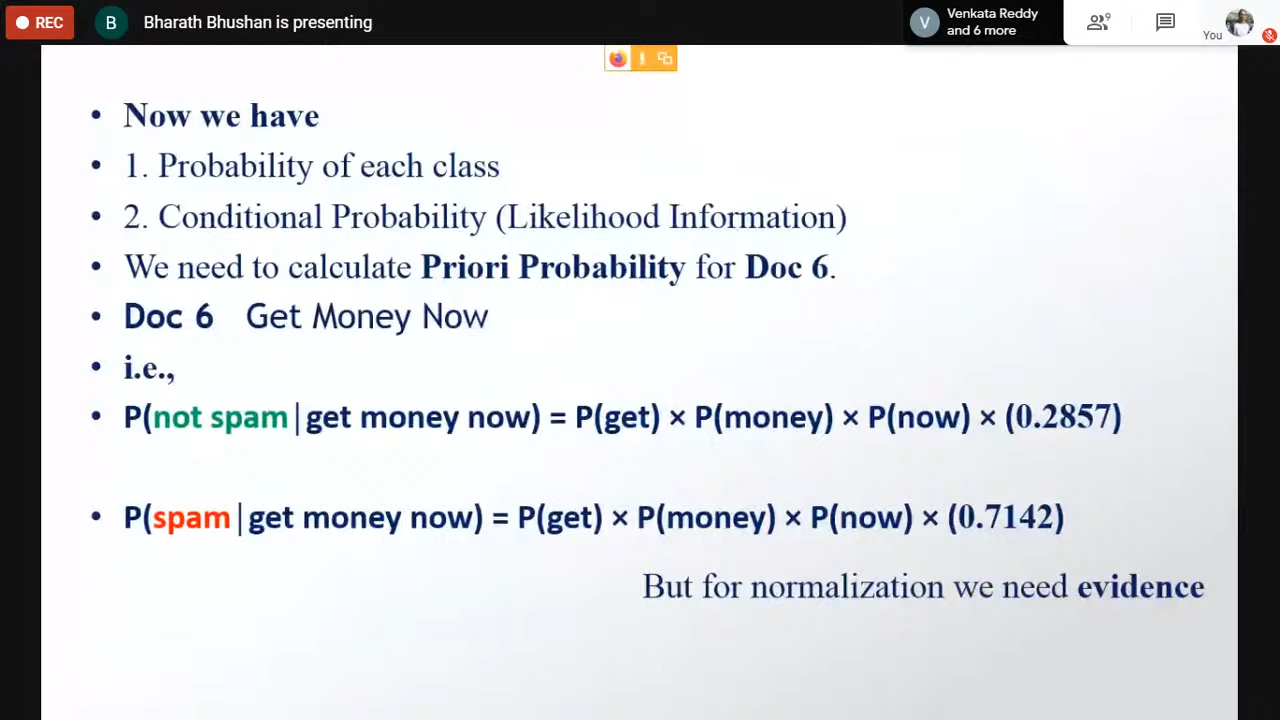 REC
B
Bharath Bhushan is presenting
V
Venkata Reddy
and 6 more
9
You
• Now we have
• 1. Probability of each class
• 2. Conditional Probability (Likelihood Information)
• We need to calculate Priori Probability for Doc 6.
• Doc 6 Get Money Now
• i.e.,
• P(not spam|get money now) = P(get) × P(money) × P(now) × (0.2857)
• P(spam|get money now) = P(get) × P(money) × P(now) × (0.7142)
But for normalization we need evidence